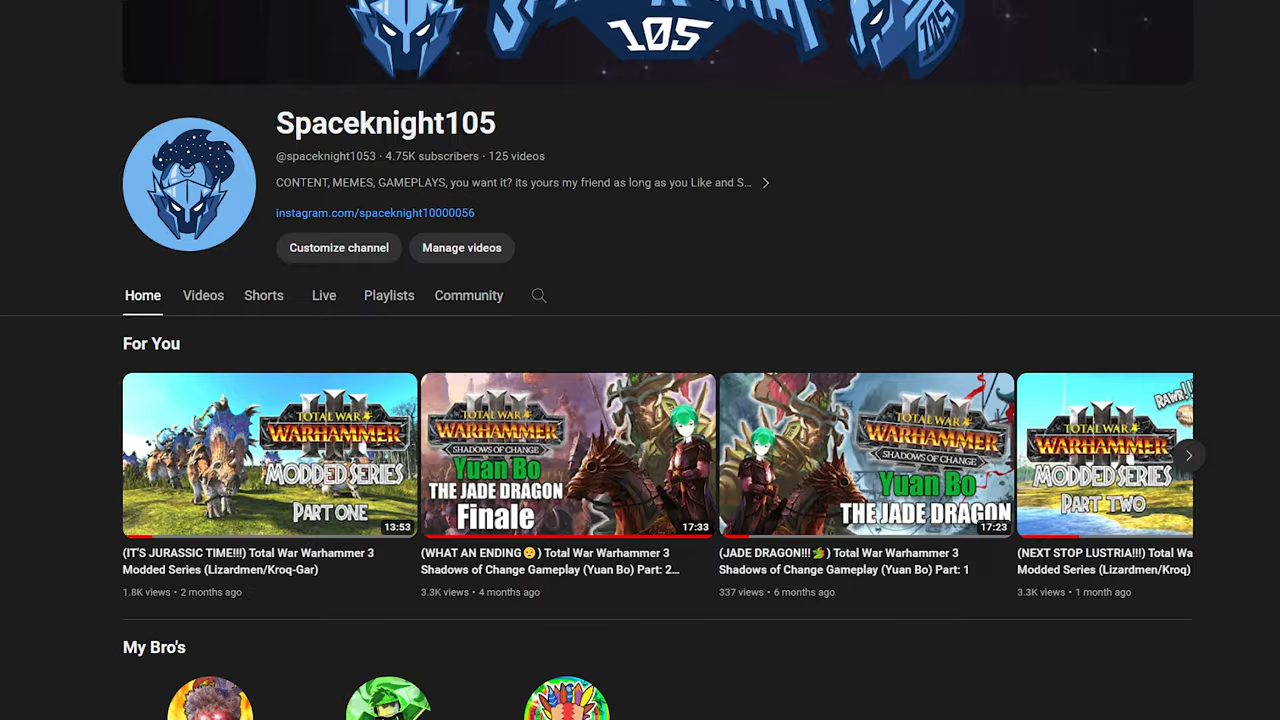 105
105
Spaceknight105
@spaceknight1053 · 4.75K subscribers · 125 videos
CONTENT, MEMES, GAMEPLAYS, you want it? its yours my friend as long as you Like and S...
instagram.com/spaceknight10000056
Customize channel
Manage videos
Home
Videos
Shorts
Live
Playlists
Community
For You
TOTAL WAR
WARHAMMER
MODDED SERIES
PART ONE
13:53
TOTAL WAR
WARHAMMER
SHADOWS OF CHANGE
Yuan Bo
THE JADE DRAGON
Finale
17:33
TOTAL WAR
WARHAMMER
SHADOWS OF CHANGE
Yuan Bo
THE JADE DRAGON
17:23
RAWR!!
TOTAL WAR
WARHAMMER
MODDED SERIES
PART TWO
(IT'S JURASSIC TIME!!!) Total War Warhammer 3
Modded Series (Lizardmen/Kroq-Gar)
1.8K views • 2 months ago
(WHAT AN ENDING😮) Total War Warhammer 3
Shadows of Change Gameplay (Yuan Bo) Part: 2...
3.3K views • 4 months ago
(JADE DRAGON!!!🐲) Total War Warhammer 3
Shadows of Change Gameplay (Yuan Bo) Part: 1
337 views • 6 months ago
(NEXT STOP LUSTRIA!!!) Total Wa
Modded Series (Lizardmen/Kroq)
3.3K views • 1 month ago
My Bro's